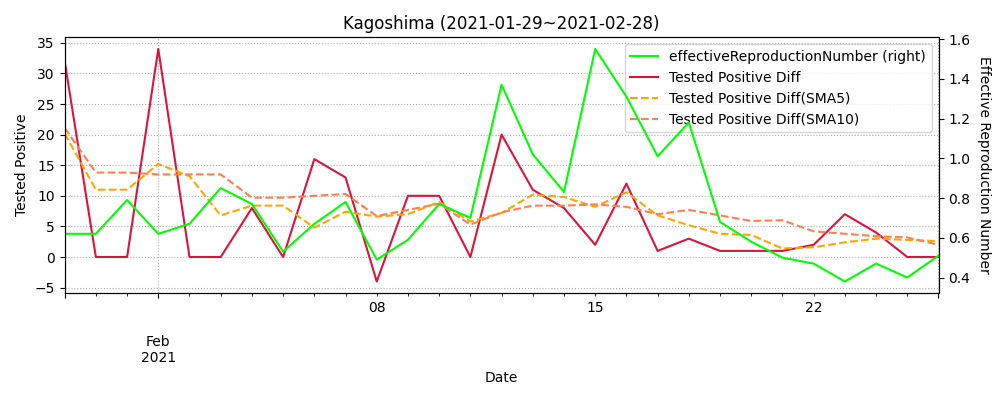 Kagoshima (2021-01-29~2021-02-28)
effectiveReproductionNumber (right)
Tested Positive Diff
Tested Positive Diff(SMA5)
Tested Positive Diff(SMA10)
Tested Positive
35
30
25
20
15
10
5
0
−5
1.6
1.4
1.2
1.0
0.8
0.6
0.4
Effective Reproduction Number
08
15
22
Feb
2021
Date